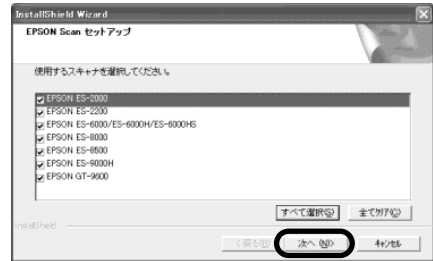 InstallShield Wizard
EPSON Scan セットアップ
使用するスキャナを選択してください。
EPSON ES-2000
EPSON ES-2200
EPSON ES-6000/ES-6000H/ES-6000HS
EPSON ES-8000
EPSON ES-8500
EPSON ES-9000H
EPSON GT-9600
すべて選択(S) 全てクリア(C)
InstallShield
< 戻る(B) 次へ (N)> キャンセル